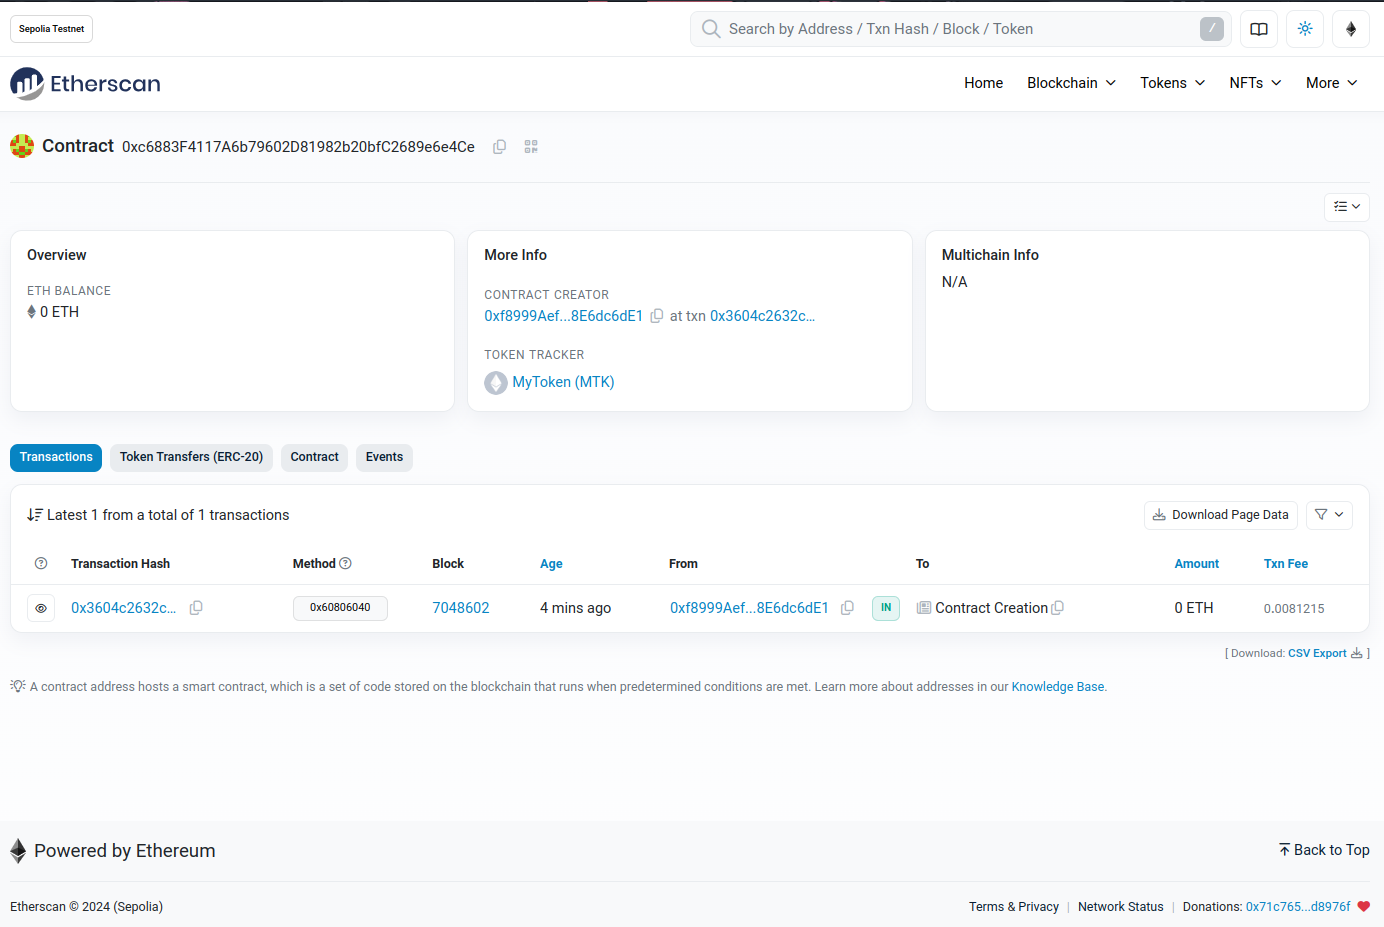 Sepolia Testnet
Search by Address / Txn Hash / Block / Token /
Etherscan
Home Blockchain Tokens NFTs More
Contract 0xc6883F4117A6b79602D81982b20bfC2689e6e4Ce
Overview
ETH BALANCE
0 ETH
More Info
CONTRACT CREATOR
0xf8999Aef...8E6dc6dE1 at txn 0x3604c2632c...
TOKEN TRACKER
MyToken (MTK)
Multichain Info
N/A
Transactions Token Transfers (ERC-20) Contract Events
Latest 1 from a total of 1 transactions
Download Page Data
Transaction Hash Method Block Age From To Amount Txn Fee
0x3604c2632c... 0x60806040 7048602 4 mins ago 0xf8999Aef...8E6dc6dE1 IN Contract Creation 0 ETH 0.0081215
[ Download: CSV Export ]
A contract address hosts a smart contract, which is a set of code stored on the blockchain that runs when predetermined conditions are met. Learn more about addresses in our Knowledge Base.
Powered by Ethereum
Back to Top
Etherscan © 2024 (Sepolia)
Terms & Privacy | Network Status | Donations: 0x71c765...d8976f